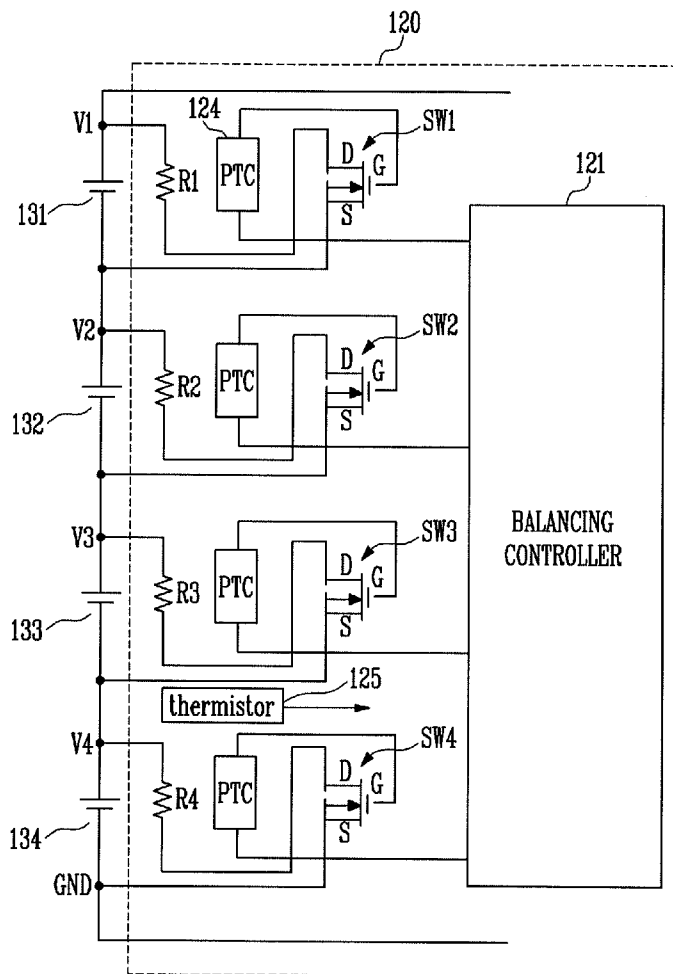 120
V1
124
SW1
PTC
D
G
R1
S
131
121
V2
SW2
PTC
D
G
R2
S
132
BALANCING
CONTROLLER
V3
SW3
PTC
D
G
R3
S
133
thermistor
125
V4
SW4
PTC
D
G
R4
S
134
GND